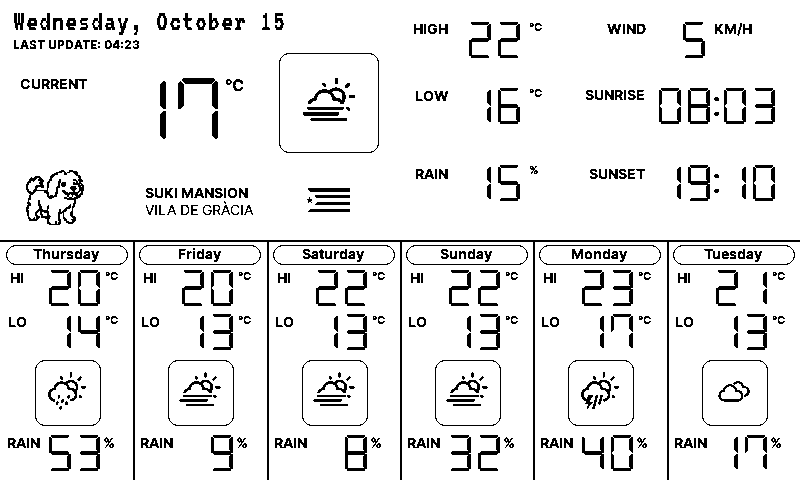 Wednesday, October 15
LAST UPDATE: 04:23
CURRENT 17 °C
SUKI MANSION
VILA DE GRÀCIA
HIGH 22 °C
LOW 16 °C
RAIN 15 %
WIND 5 KM/H
SUNRISE 08:03
SUNSET 19:10
Thursday
HI 20 °C
LO 14 °C
RAIN 53 %
Friday
HI 20 °C
LO 13 °C
RAIN 9 %
Saturday
HI 22 °C
LO 13 °C
RAIN 8 %
Sunday
HI 22 °C
LO 13 °C
RAIN 32 %
Monday
HI 23 °C
LO 17 °C
RAIN 40 %
Tuesday
HI 21 °C
LO 13 °C
RAIN 17 %